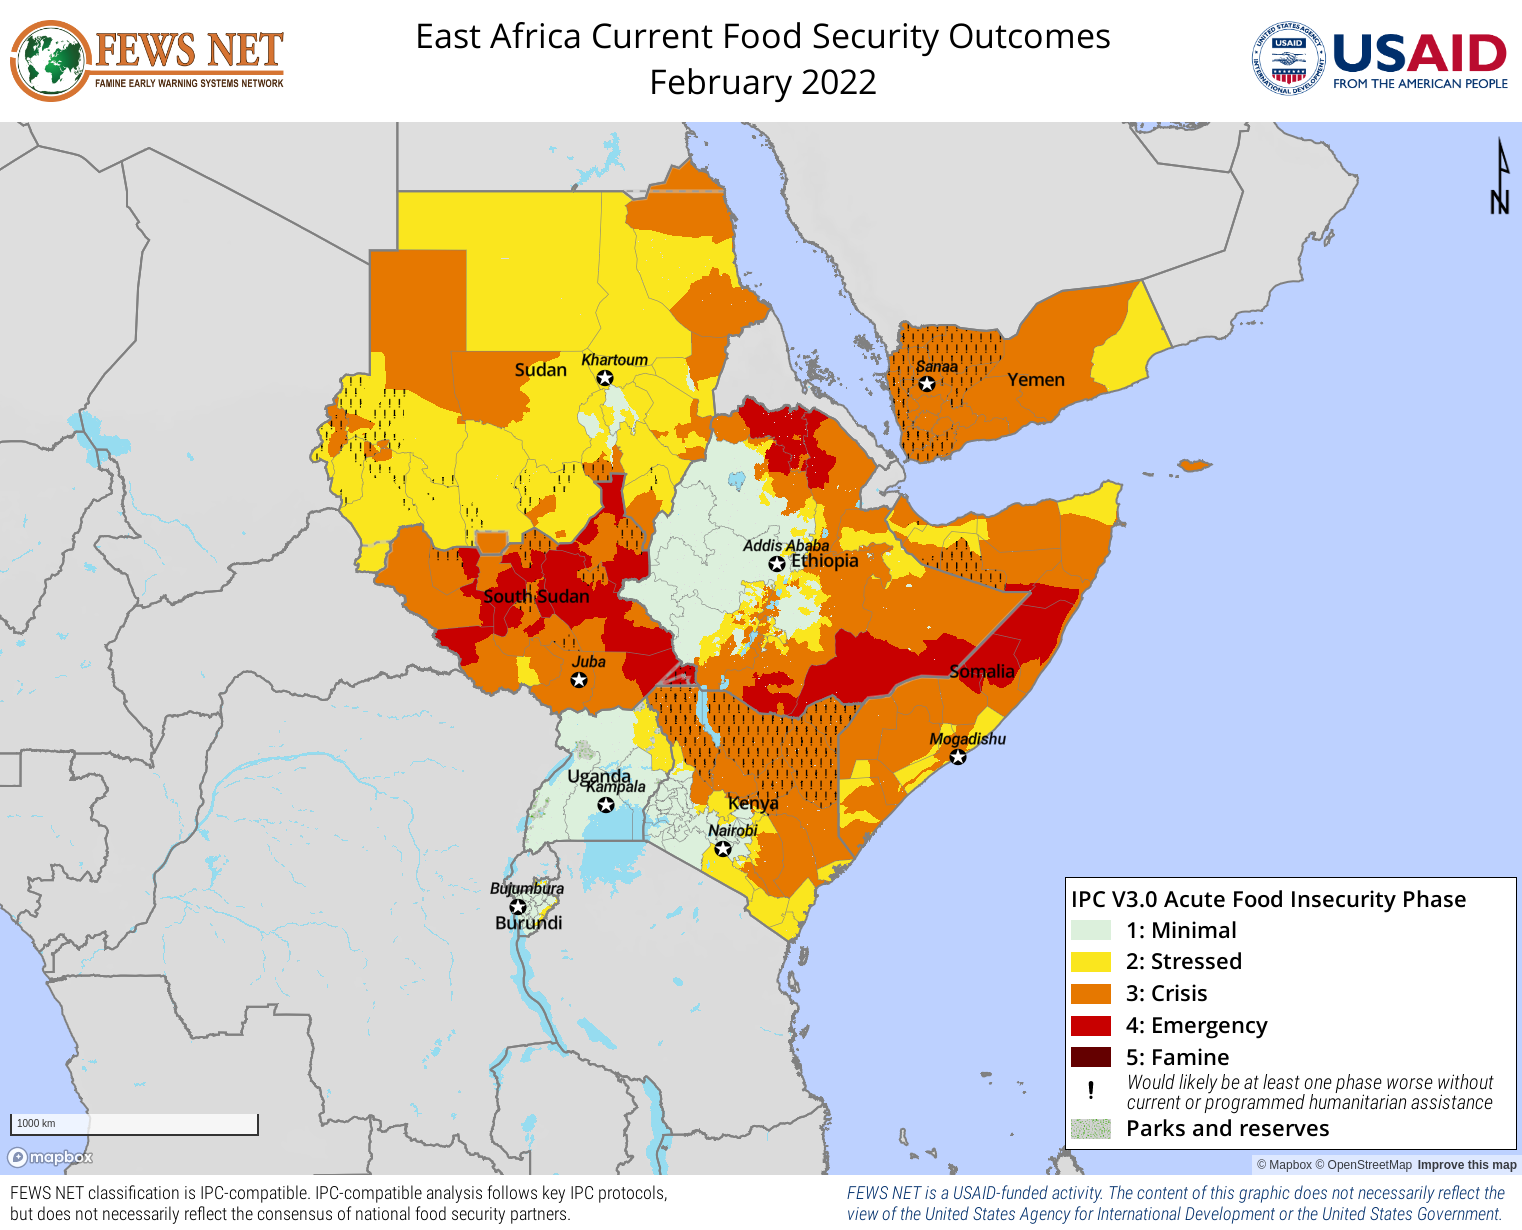 FEWS NET
FAMINE EARLY WARNING SYSTEMS NETWORK
East Africa Current Food Security Outcomes
February 2022
UNITED STATES AGENCY
INTERNATIONAL DEVELOPMENT
USAID
USAID
FROM THE AMERICAN PEOPLE
N
Sudan
Khartoum
Sanaa
Yemen
Addis Ababa
Ethiopia
South Sudan
Juba
Somalia
Mogadishu
Uganda
Kampala
Kenya
Nairobi
Bujumbura
Burundi
IPC V3.0 Acute Food Insecurity Phase
1: Minimal
2: Stressed
3: Crisis
4: Emergency
5: Famine
! Would likely be at least one phase worse without
current or programmed humanitarian assistance
Parks and reserves
1000 km
mapbox
© Mapbox © OpenStreetMap Improve this map
FEWS NET classification is IPC-compatible. IPC-compatible analysis follows key IPC protocols,
but does not necessarily reflect the consensus of national food security partners.
FEWS NET is a USAID-funded activity. The content of this graphic does not necessarily reflect the
view of the United States Agency for International Development or the United States Government.